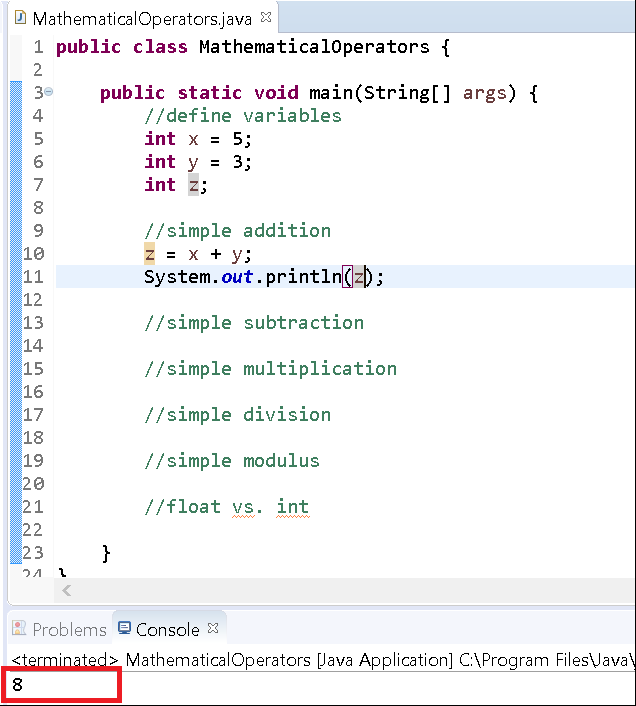 MathematicalOperators.java
1 public class MathematicalOperators {
2
3 public static void main(String[] args) {
4 //define variables
5 int x = 5;
6 int y = 3;
7 int z;
8
9 //simple addition
10 z = x + y;
11 System.out.println(z);
12
13 //simple subtraction
14
15 //simple multiplication
16
17 //simple division
18
19 //simple modulus
20
21 //float vs. int
22
23 }
24 }
Problems Console
<terminated> MathematicalOperators [Java Application] C:\Program Files\Java\
8